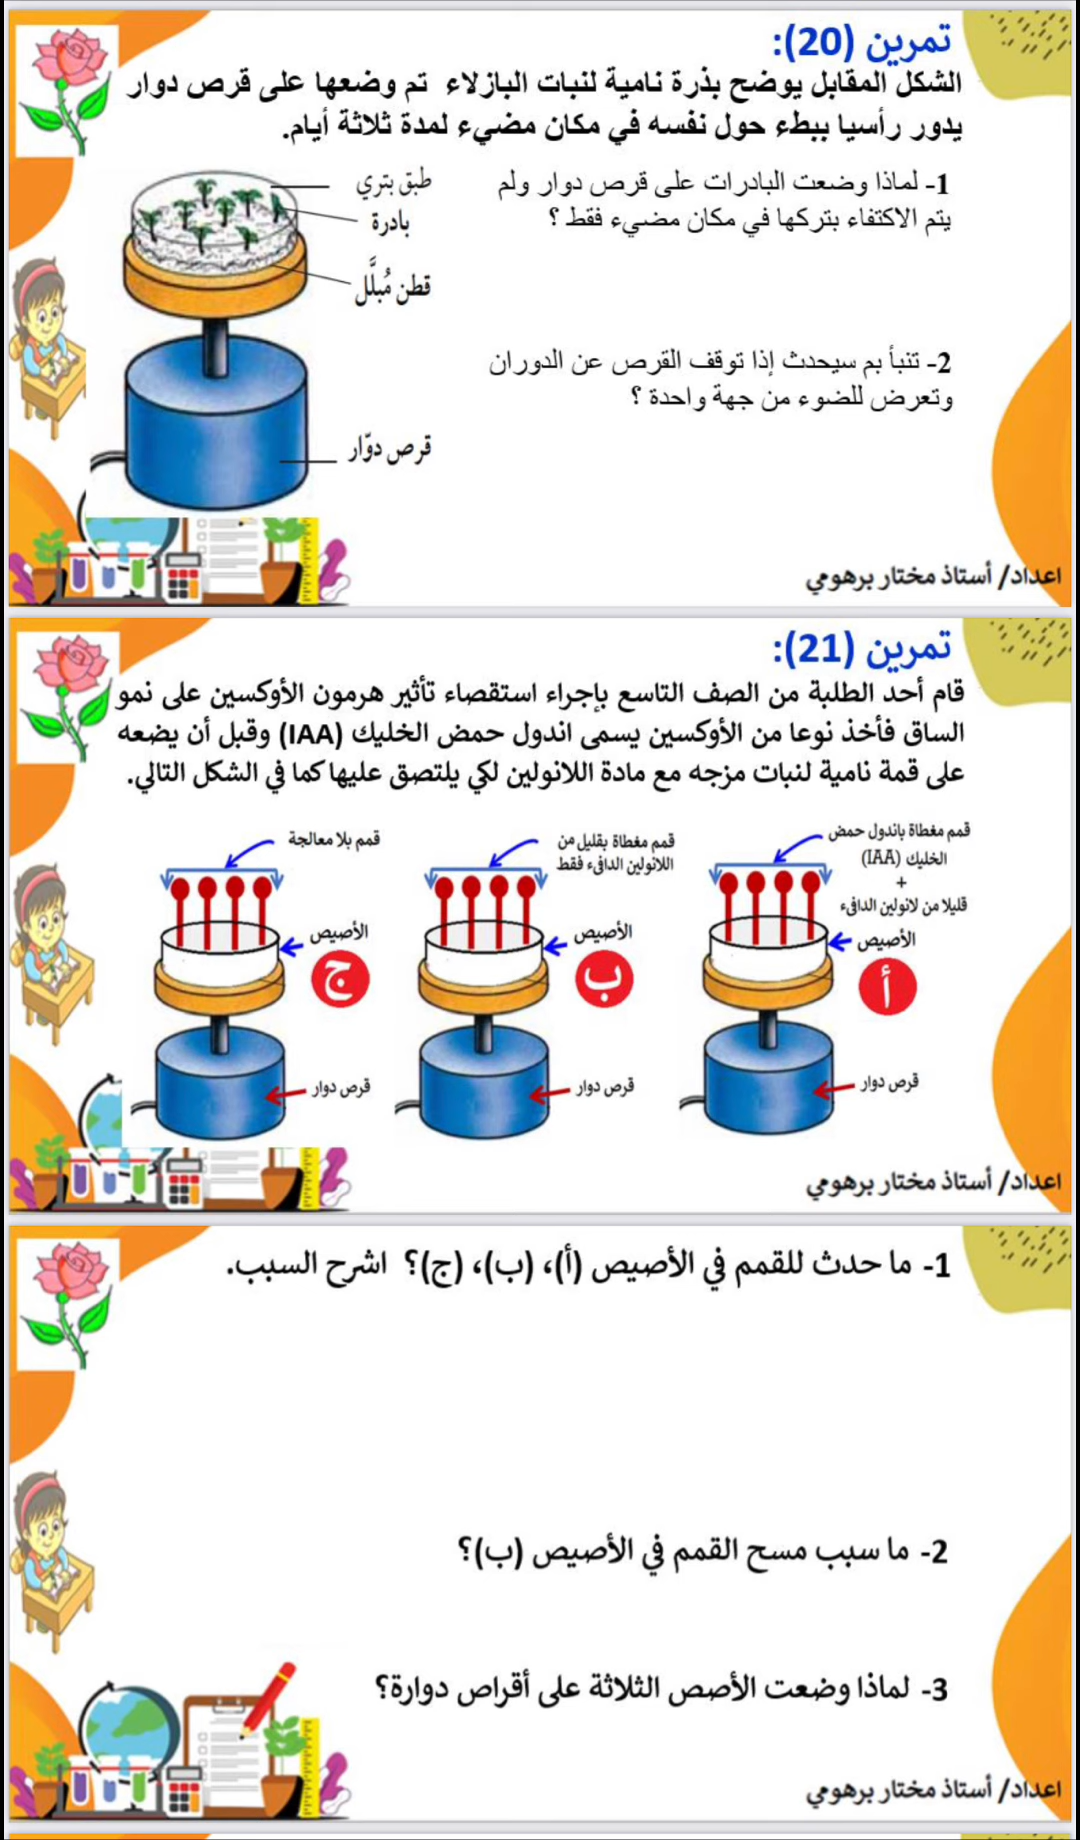 تمرين (20):
الشكل المقابل يوضح بذرة نامية لنبات البازلاء تم وضعها على قرص دوار
يدور رأسيا ببطء حول نفسه في مكان مضيء لمدة ثلاثة أيام.
1- لماذا وضعت البادرات على قرص دوار ولم
يتم الاكتفاء بتركها في مكان مضيء فقط ؟
طبق بتري
بادرة
قطن مُبلَّل
2- تنبأ بم سيحدث إذا توقف القرص عن الدوران
وتعرض للضوء من جهة واحدة ؟
قرص دوّار
اعداد/ أستاذ مختار برهومي
تمرين (21):
قام أحد الطلبة من الصف التاسع بإجراء استقصاء تأثير هرمون الأوكسين على نمو
الساق فأخذ نوعا من الأوكسين يسمى اندول حمض الخليك (IAA) وقبل أن يضعه
على قمة نامية لنبات مزجه مع مادة اللانولين لكي يلتصق عليها كما في الشكل التالي.
قمم مغطاة باندول حمض
الخليك (IAA)
+
قليلا من لانولين الدافء
الأصيص
أ
قرص دوار
قمم مغطاة بقليل من
اللانولين الدافء فقط
الأصيص
ب
قرص دوار
قمم بلا معالجة
الأصيص
ج
قرص دوار
اعداد/ أستاذ مختار برهومي
1- ما حدث للقمم في الأصيص (أ)، (ب)، (ج)؟ اشرح السبب.
2- ما سبب مسح القمم في الأصيص (ب)؟
3- لماذا وضعت الأصص الثلاثة على أقراص دوارة؟
اعداد/ أستاذ مختار برهومي